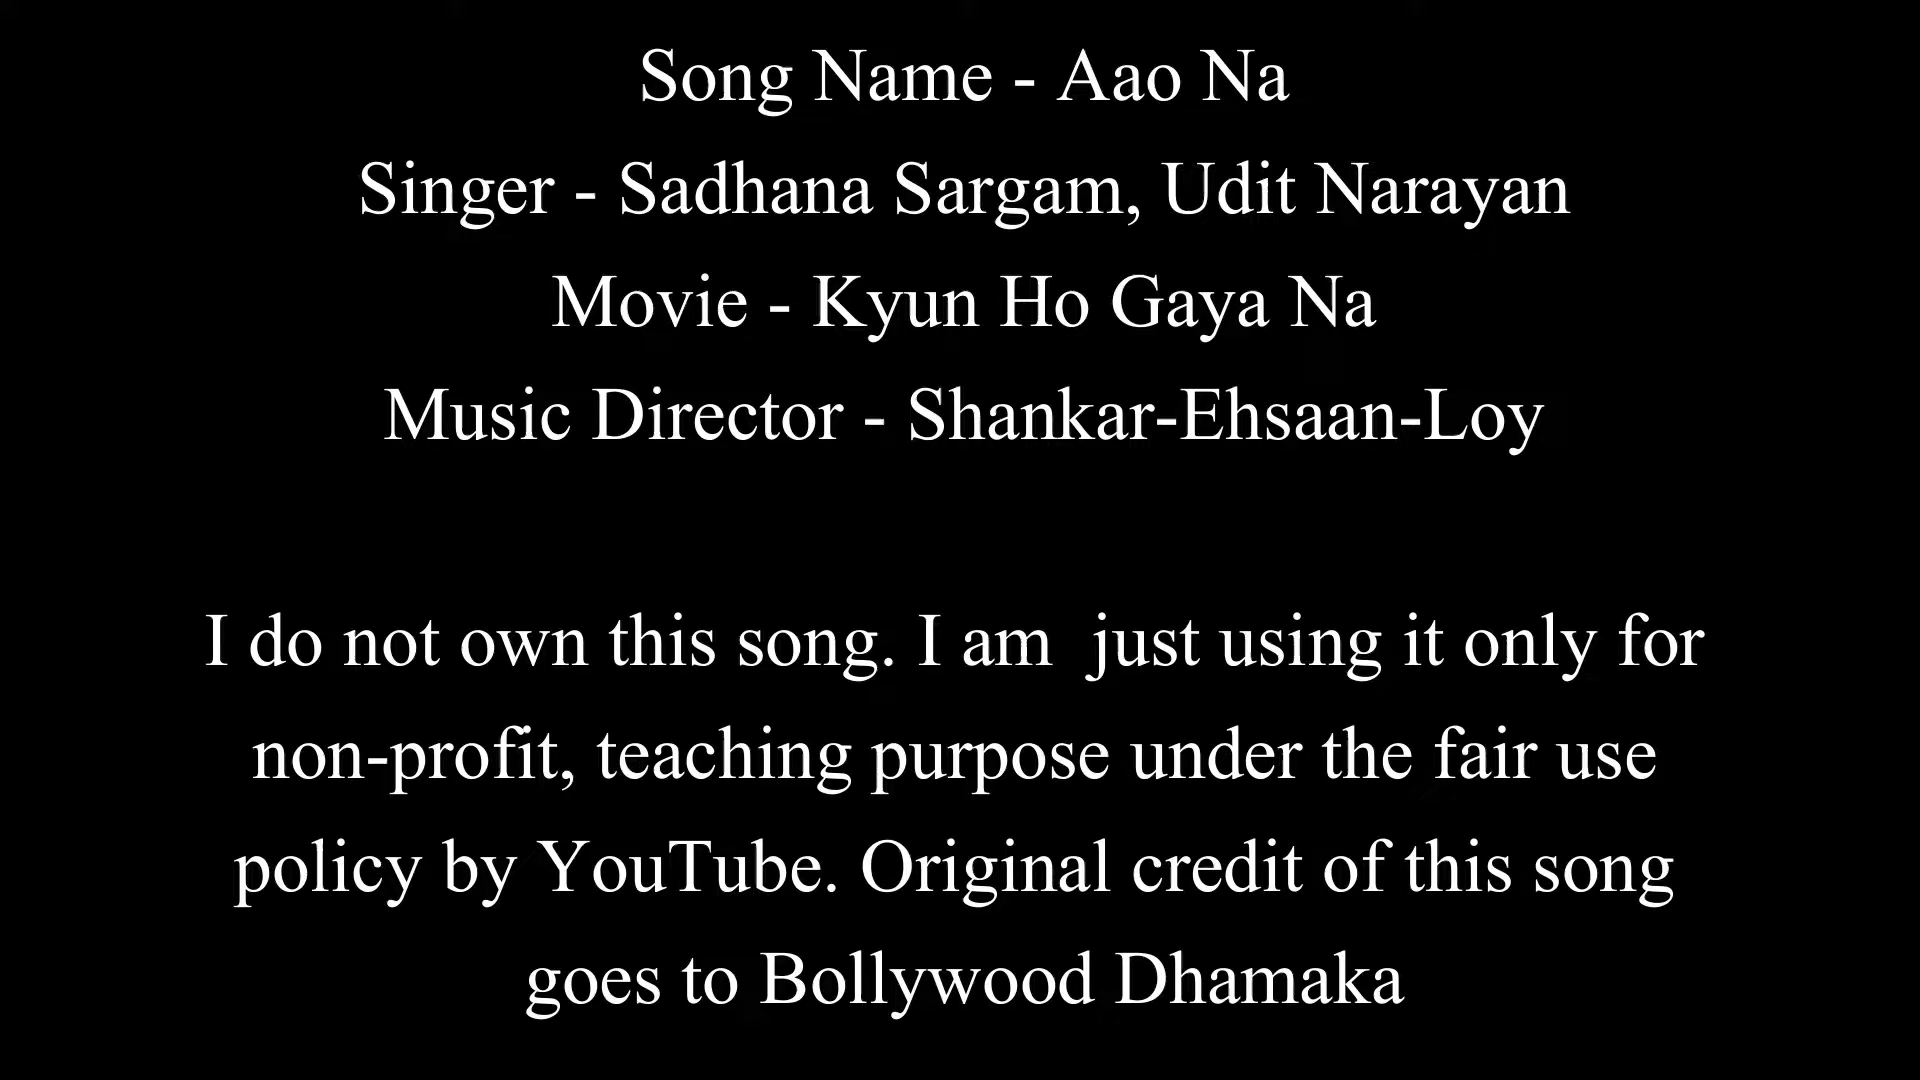 Song Name - Aao Na
Singer - Sadhana Sargam, Udit Narayan
Movie - Kyun Ho Gaya Na
Music Director - Shankar-Ehsaan-Loy
I do not own this song. I am  just using it only for
non-profit, teaching purpose under the fair use
policy by YouTube. Original credit of this song
goes to Bollywood Dhamaka